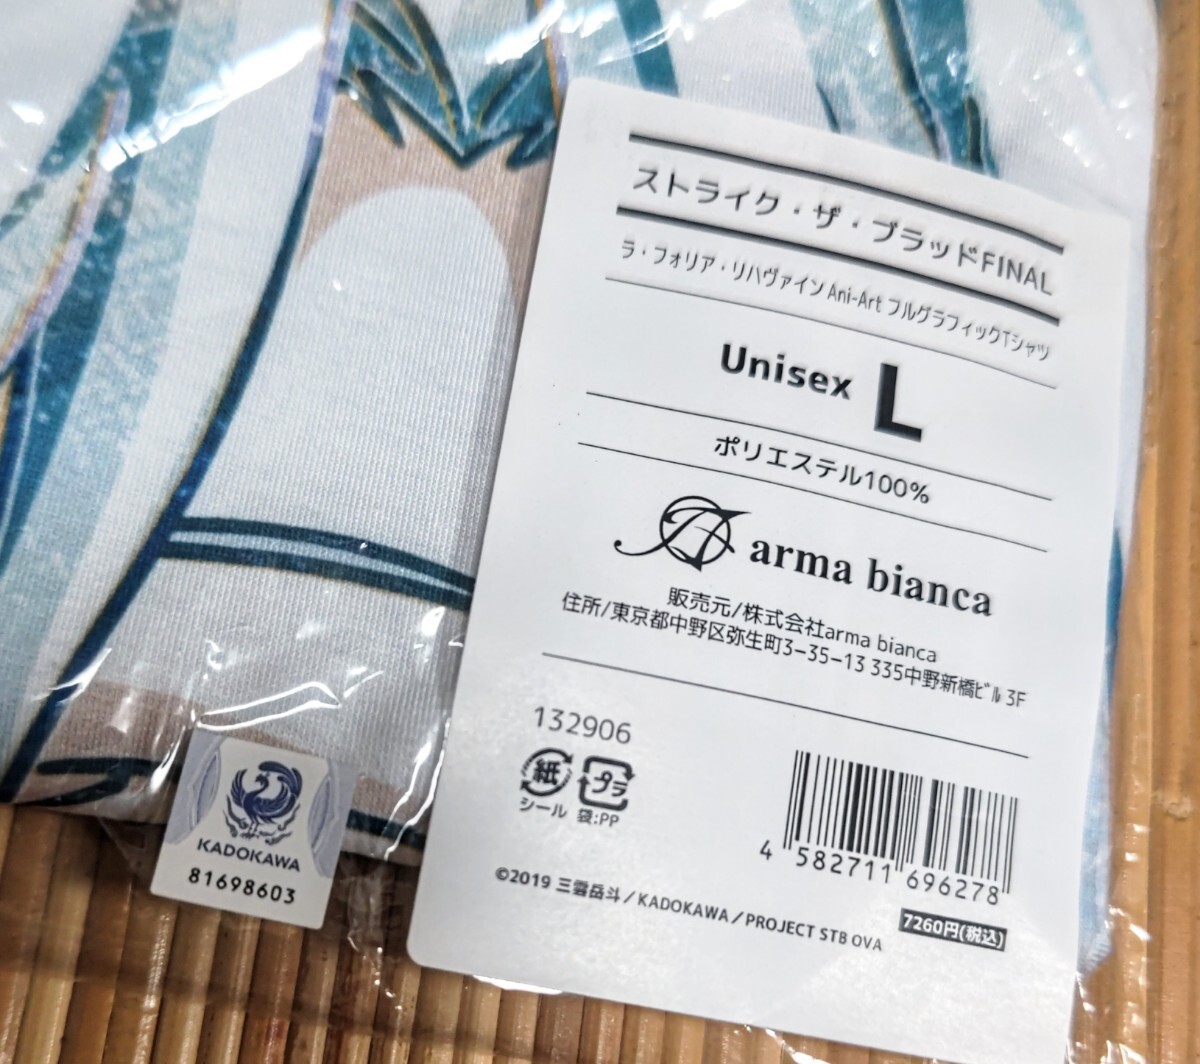 ストライク・ザ・ブラッドFINAL
ラ・フォリア・リハヴァイン Ani-Art フルグラフィックTシャツ
Unisex L
ポリエステル100%
arma bianca
販売元/株式会社arma bianca
住所/東京都中野区弥生町3-35-13 335中野新橋ビル 3F
132906
紙 プラ
シール 袋:PP
4 582711 696278
©2019 三雲岳斗/KADOKAWA/PROJECT STB OVA
7260円(税込)
KADOKAWA
81698603